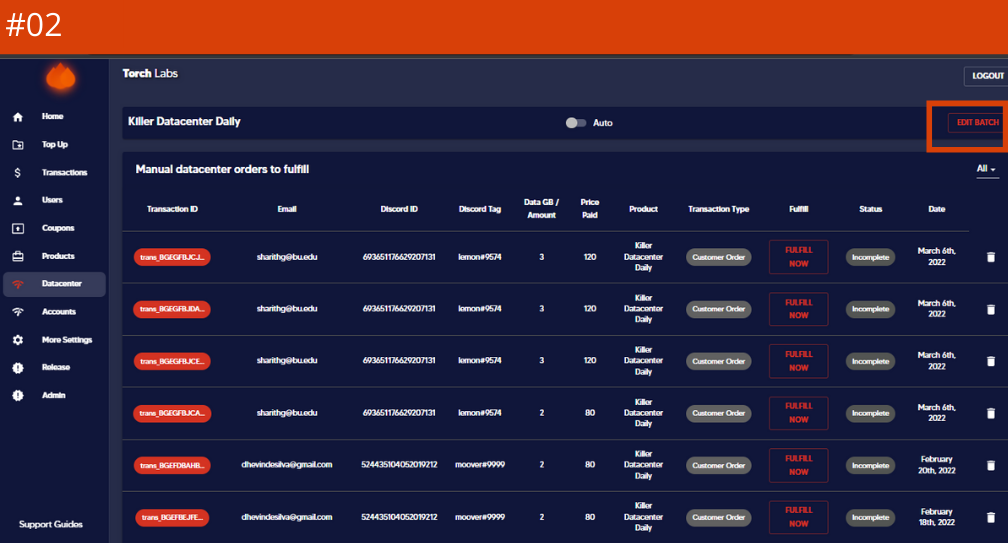 #02
Torch Labs
LOGOUT
Home
Top Up
Transactions
Users
Coupons
Products
Datacenter
Accounts
More Settings
Release
Admin
Support Guides
Killer Datacenter Daily
Auto
EDIT BATCH
Manual datacenter orders to fulfill
All
Transaction ID Email Discord ID Discord Tag Data GB / Amount Price Paid Product Transaction Type Fulfill Status Date
trans_BGEGFBJCJ... sharithg@bu.edu 693651176629207131 lemon#9574 3 120 Killer Datacenter Daily Customer Order FULFILL NOW Incomplete March 6th, 2022
trans_BGEGFBJDA... sharithg@bu.edu 693651176629207131 lemon#9574 3 120 Killer Datacenter Daily Customer Order FULFILL NOW Incomplete March 6th, 2022
trans_BGEGFBJCE... sharithg@bu.edu 693651176629207131 lemon#9574 3 120 Killer Datacenter Daily Customer Order FULFILL NOW Incomplete March 6th, 2022
trans_BGEGFBJCA... sharithg@bu.edu 693651176629207131 lemon#9574 2 80 Killer Datacenter Daily Customer Order FULFILL NOW Incomplete March 6th, 2022
trans_BGEFDBAHB... dhevindesilva@gmail.com 524435104052019212 moover#9999 2 80 Killer Datacenter Daily Customer Order FULFILL NOW Incomplete February 20th, 2022
trans_BGEFBEJFE... dhevindesilva@gmail.com 524435104052019212 moover#9999 2 80 Killer Datacenter Daily Customer Order FULFILL NOW Incomplete February 18th, 2022